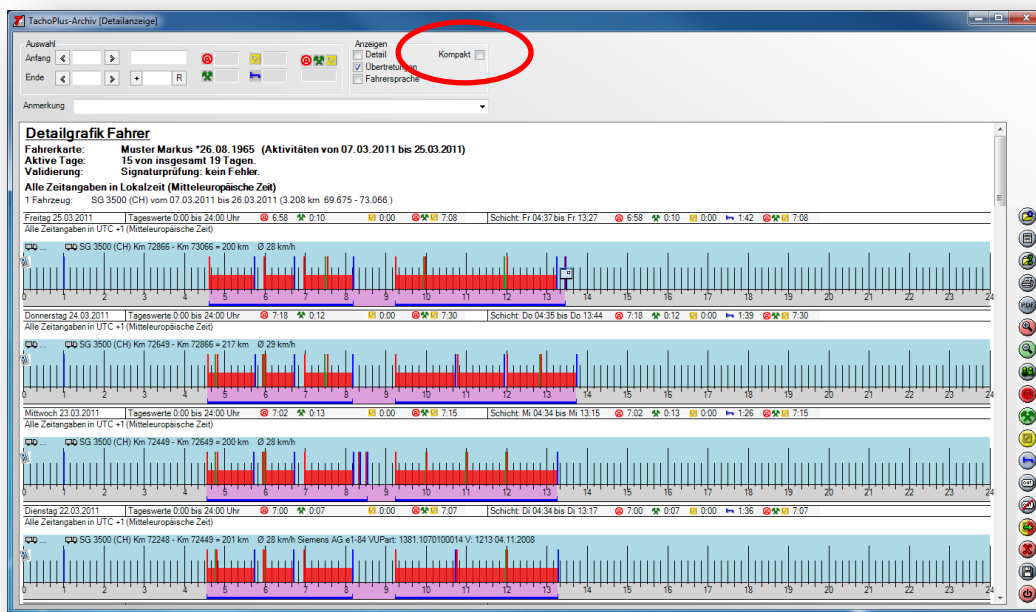 TachoPlus-Archiv [Detailanzeige]
Auswahl
Anfang < >
Ende < > + R
Anzeigen
Detail
Übertretungen
Fahrersprache
Kompakt
Anmerkung
Detailgrafik Fahrer
Fahrerkarte: Muster Markus *26.08.1965 (Aktivitäten von 07.03.2011 bis 25.03.2011)
Aktive Tage: 15 von insgesamt 19 Tagen.
Validierung: Signaturprüfung: kein Fehler.
Alle Zeitangaben in Lokalzeit (Mitteleuropäische Zeit)
1 Fahrzeug: SG 3500 (CH) vom 07.03.2011 bis 26.03.2011 (3.208 km 69.675 - 73.066 )
Freitag 25.03.2011 Tageswerte 0:00 bis 24:00 Uhr 6:58 0:10 0:00 7:08 Schicht: Fr 04:37 bis Fr 13:27 6:58 0:10 0:00 1:42 7:08
Alle Zeitangaben in UTC +1 (Mitteleuropäische Zeit)
... SG 3500 (CH) Km 72866 - Km 73066 = 200 km Ø 28 km/h
0 1 2 3 4 5 6 7 8 9 10 11 12 13 14 15 16 17 18 19 20 21 22 23 24
Donnerstag 24.03.2011 Tageswerte 0:00 bis 24:00 Uhr 7:18 0:12 0:00 7:30 Schicht: Do 04:35 bis Do 13:44 7:18 0:12 0:00 1:39 7:30
Alle Zeitangaben in UTC +1 (Mitteleuropäische Zeit)
... SG 3500 (CH) Km 72649 - Km 72866 = 217 km Ø 29 km/h
0 1 2 3 4 5 6 7 8 9 10 11 12 13 14 15 16 17 18 19 20 21 22 23 24
Mittwoch 23.03.2011 Tageswerte 0:00 bis 24:00 Uhr 7:02 0:13 0:00 7:15 Schicht: Mi 04:34 bis Mi 13:15 7:02 0:13 0:00 1:26 7:15
Alle Zeitangaben in UTC +1 (Mitteleuropäische Zeit)
... SG 3500 (CH) Km 72449 - Km 72649 = 200 km Ø 28 km/h
0 1 2 3 4 5 6 7 8 9 10 11 12 13 14 15 16 17 18 19 20 21 22 23 24
Dienstag 22.03.2011 Tageswerte 0:00 bis 24:00 Uhr 7:00 0:07 0:00 7:07 Schicht: Di 04:34 bis Di 13:17 7:00 0:07 0:00 1:36 7:07
Alle Zeitangaben in UTC +1 (Mitteleuropäische Zeit)
... SG 3500 (CH) Km 72248 - Km 72449 = 201 km Ø 28 km/h Siemens AG e1-84 VUPart: 1381.1070100014 V: 1213 04.11.2008
0 1 2 3 4 5 6 7 8 9 10 11 12 13 14 15 16 17 18 19 20 21 22 23 24
PDF
out